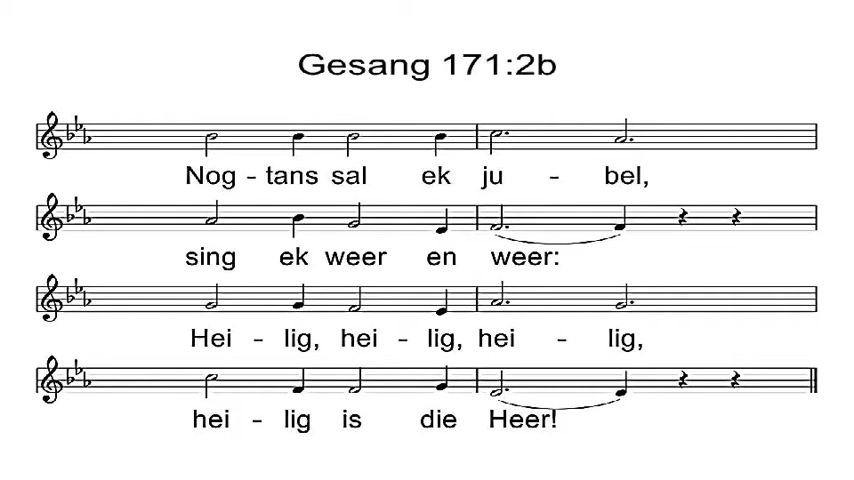 Gesang 171:2b
Nog - tans sal ek ju - bel,
sing ek weer en weer:
Hei - lig, hei - lig, hei - lig,
hei - lig is die Heer!